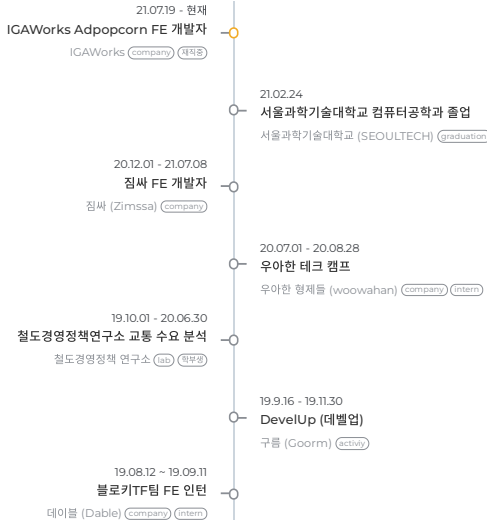 21.07.19 - 현재
IGAWorks Adpopcorn FE 개발자
IGAWorks company 재직중
21.02.24
서울과학기술대학교 컴퓨터공학과 졸업
서울과학기술대학교 (SEOULTECH) graduation
20.12.01 - 21.07.08
짐싸 FE 개발자
짐싸 (Zimssa) company
20.07.01 - 20.08.28
우아한 테크 캠프
우아한 형제들 (woowahan) company intern
19.10.01 - 20.06.30
철도경영정책연구소 교통 수요 분석
철도경영정책 연구소 lab 학부생
19.9.16 - 19.11.30
DevelUp (데벨업)
구름 (Goorm) activiy
19.08.12 ~ 19.09.11
블로키TF팀 FE 인턴
데이블 (Dable) company intern